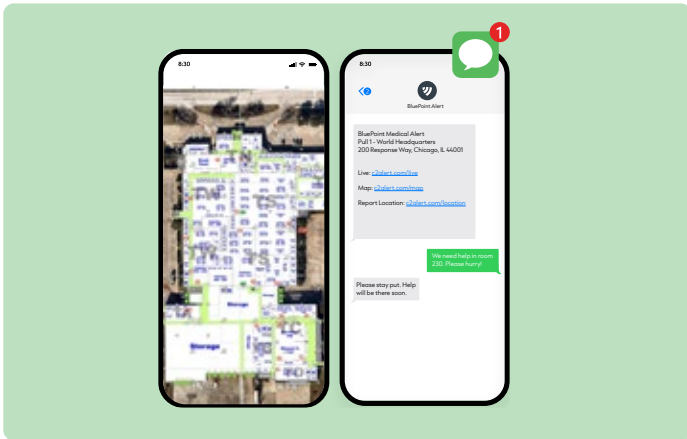 8:30
Storage
Storage
1
8:30
2
BluePoint Alert
BluePoint Medical Alert
Pull 1 - World Headquarters
200 Response Way, Chicago, IL 44001
Live: c2alert.com/live
Map: c2alert.com/map
Report Location: c2alert.com/location
We need help in room
230. Please hurry!
Please stay put. Help
will be there soon.